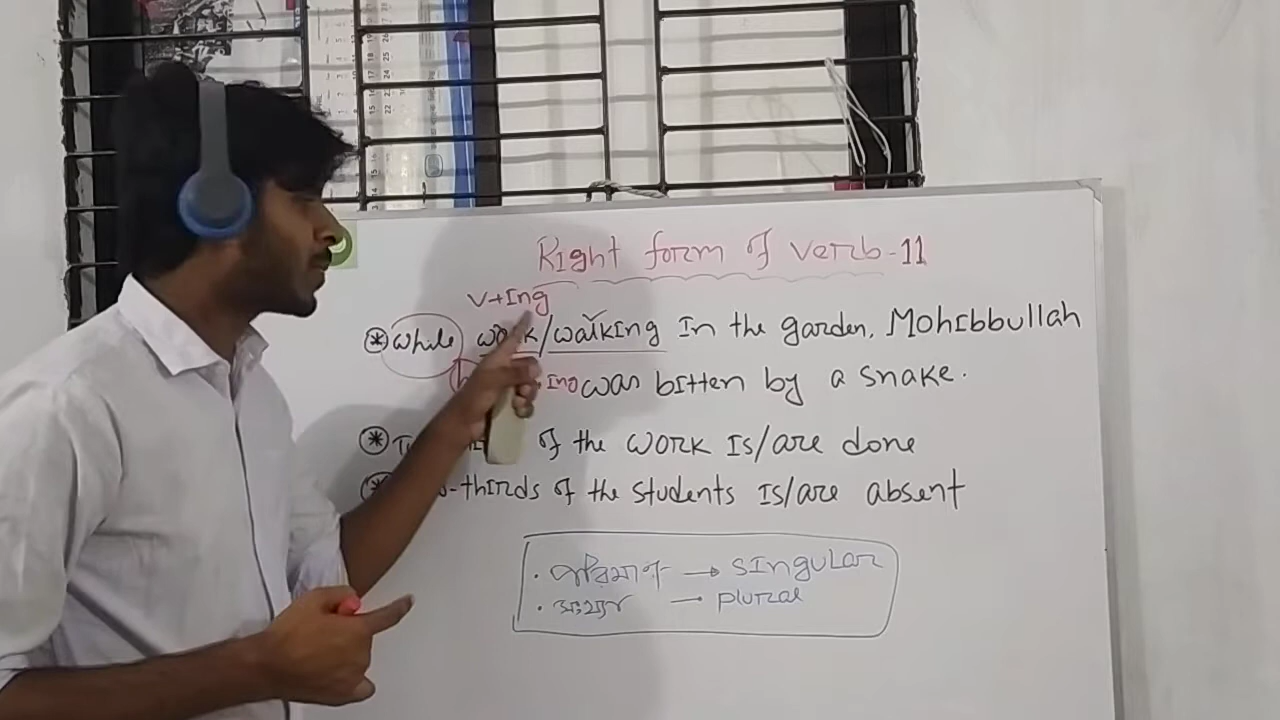 Right form of verb-11
V+Ing
* While walk/walking In the garden, Mohibbullah
Ing was bitten by a snake.
* of the work Is/are done
* -thirds of the students Is/are absent
• পরিমাণ → singular
• সংখ্যা → plural